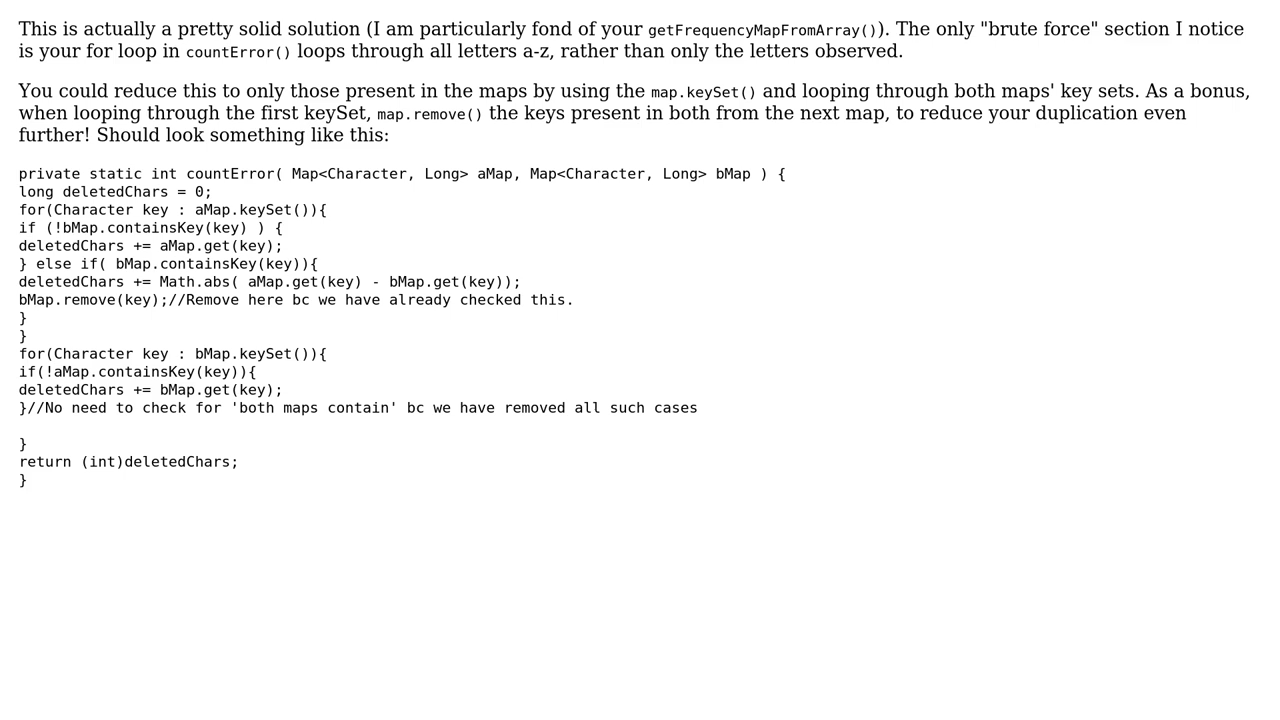 This is actually a pretty solid solution (I am particularly fond of your getFrequencyMapFromArray()). The only "brute force" section I notice
is your for loop in countError() loops through all letters a-z, rather than only the letters observed.
You could reduce this to only those present in the maps by using the map.keySet() and looping through both maps' key sets. As a bonus,
when looping through the first keySet, map.remove() the keys present in both from the next map, to reduce your duplication even
further! Should look something like this:
private static int countError( Map<Character, Long> aMap, Map<Character, Long> bMap ) {
long deletedChars = 0;
for(Character key : aMap.keySet()){
if (!bMap.containsKey(key) ) {
deletedChars += aMap.get(key);
} else if( bMap.containsKey(key)){
deletedChars += Math.abs( aMap.get(key) - bMap.get(key));
bMap.remove(key);//Remove here bc we have already checked this.
}
}
for(Character key : bMap.keySet()){
if(!aMap.containsKey(key)){
deletedChars += bMap.get(key);
}//No need to check for 'both maps contain' bc we have removed all such cases
}
return (int)deletedChars;
}